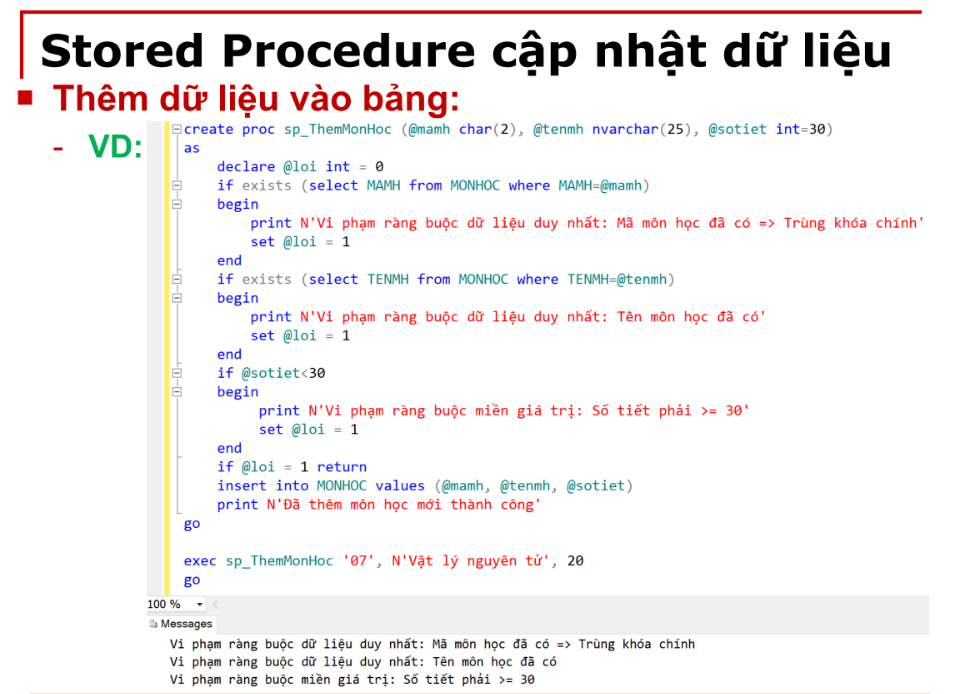 Stored Procedure cập nhật dữ liệu
Thêm dữ liệu vào bảng:
- VD:
create proc sp_ThemMonHoc (@mamh char(2), @tenmh nvarchar(25), @sotiet int=30)
as
declare @loi int = 0
if exists (select MAMH from MONHOC where MAMH=@mamh)
begin
print N'Vi phạm ràng buộc dữ liệu duy nhất: Mã môn học đã có => Trùng khóa chính'
set @loi = 1
end
if exists (select TENMH from MONHOC where TENMH=@tenmh)
begin
print N'Vi phạm ràng buộc dữ liệu duy nhất: Tên môn học đã có'
set @loi = 1
end
if @sotiet<30
begin
print N'Vi phạm ràng buộc miền giá trị: Số tiết phải >= 30'
set @loi = 1
end
if @loi = 1 return
insert into MONHOC values (@mamh, @tenmh, @sotiet)
print N'Đã thêm môn học mới thành công'
go
exec sp_ThemMonHoc '07', N'Vật lý nguyên tử', 20
go
100 %
Messages
Vi phạm ràng buộc dữ liệu duy nhất: Mã môn học đã có => Trùng khóa chính
Vi phạm ràng buộc dữ liệu duy nhất: Tên môn học đã có
Vi phạm ràng buộc miền giá trị: Số tiết phải >= 30